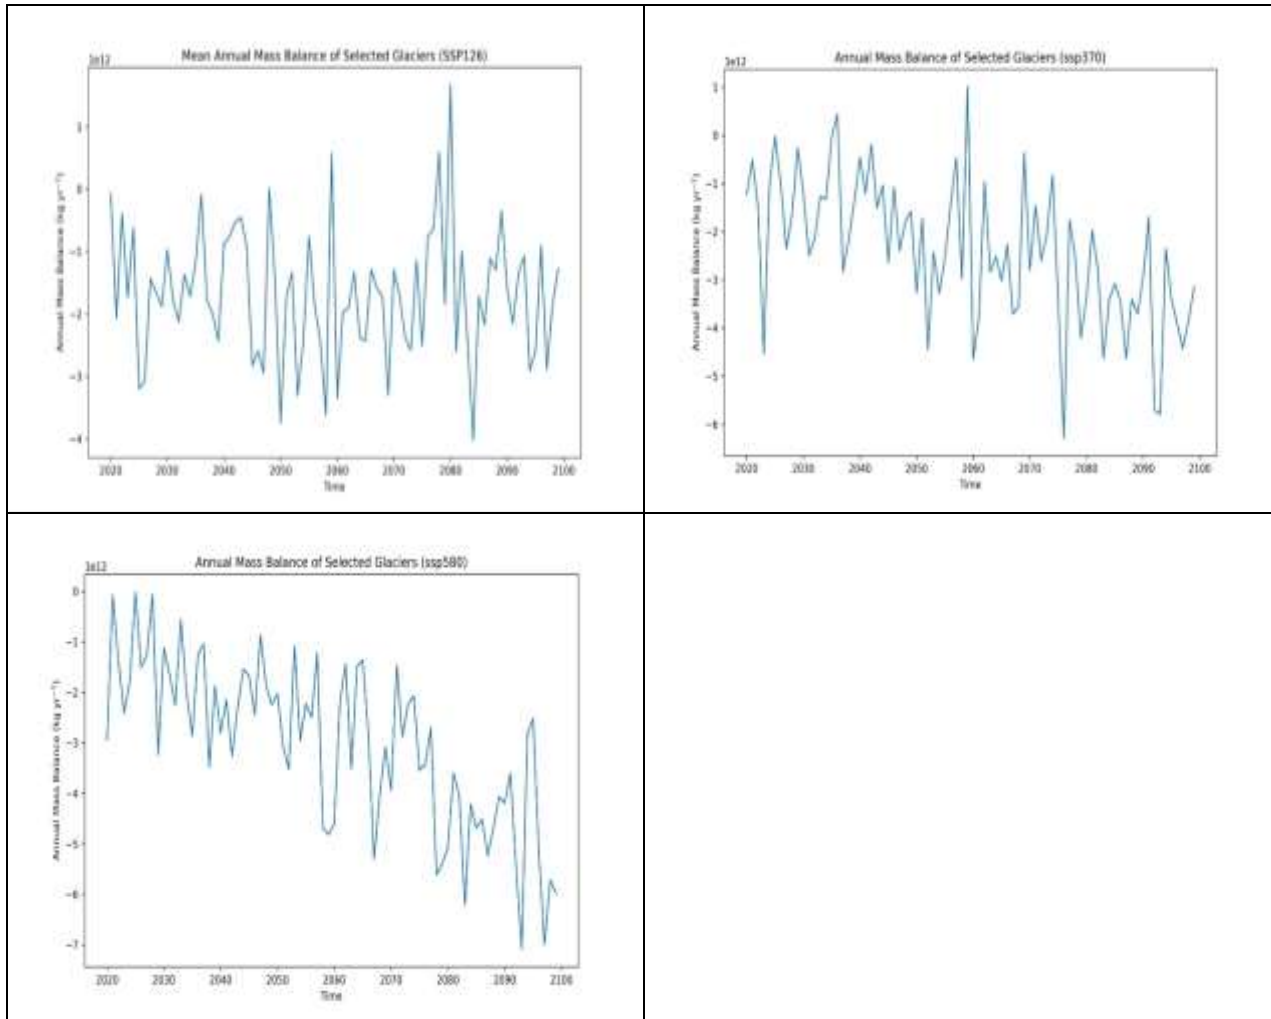 1e12
Mean Annual Mass Balance of Selected Glaciers (SSP126)
Annual Mass Balance (kg yr⁻¹)
1
0
−1
−2
−3
−4
2020 2030 2040 2050 2060 2070 2080 2090 2100
Time
1e12
Annual Mass Balance of Selected Glaciers (ssp370)
Annual Mass Balance (kg yr⁻¹)
1
0
−1
−2
−3
−4
−5
−6
2020 2030 2040 2050 2060 2070 2080 2090 2100
Time
1e12
Annual Mass Balance of Selected Glaciers (ssp580)
Annual Mass Balance (kg yr⁻¹)
0
−1
−2
−3
−4
−5
−6
−7
2020 2030 2040 2050 2060 2070 2080 2090 2100
Time